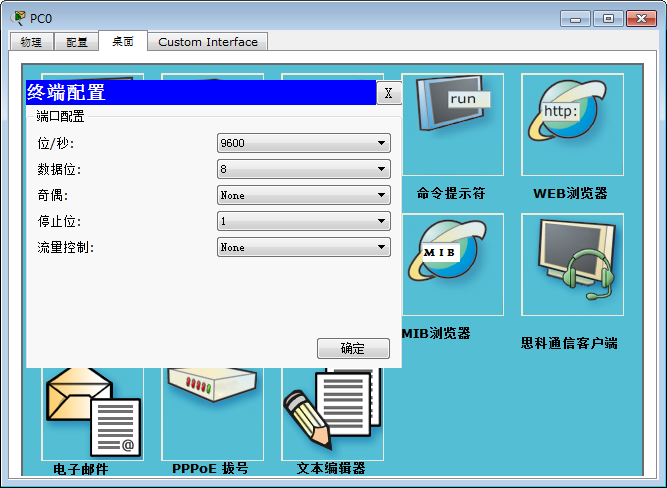 PC0
物理
配置
桌面
Custom Interface
终端配置
X
端口配置
位/秒:
9600
数据位:
8
奇偶:
None
停止位:
1
流量控制:
None
确定
run
命令提示符
http:
WEB浏览器
MIB
MIB浏览器
思科通信客户端
@
电子邮件
PPPoE 拔号
文本编辑器